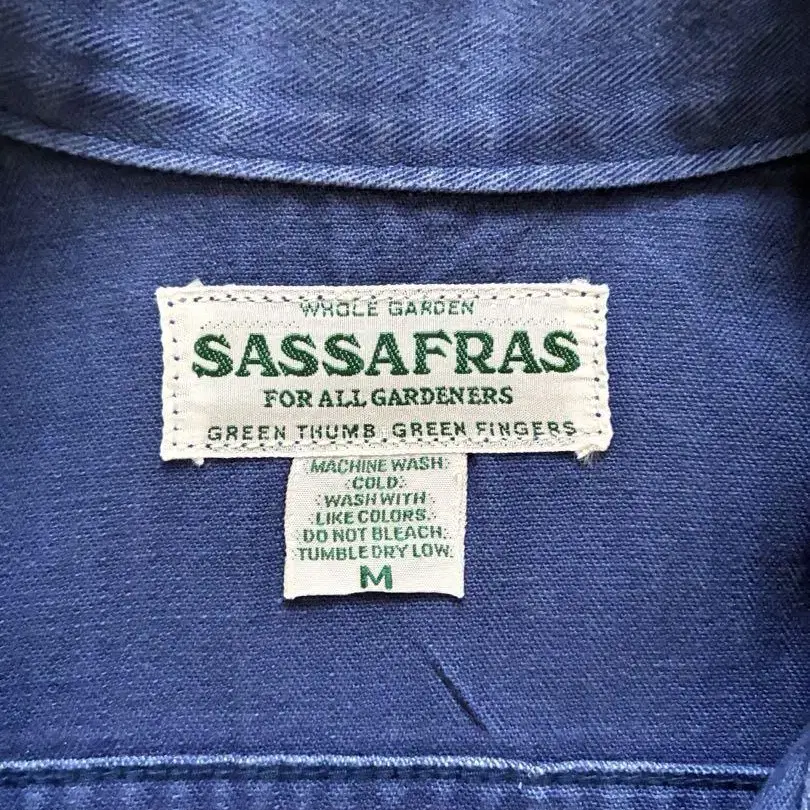 WHOLE GARDEN
SASSAFRAS
FOR ALL GARDENERS
GREEN THUMB. GREEN FINGERS
MACHINE WASH
COLD.
WASH WITH
LIKE COLORS.
DO NOT BLEACH.
TUMBLE DRY LOW.
M